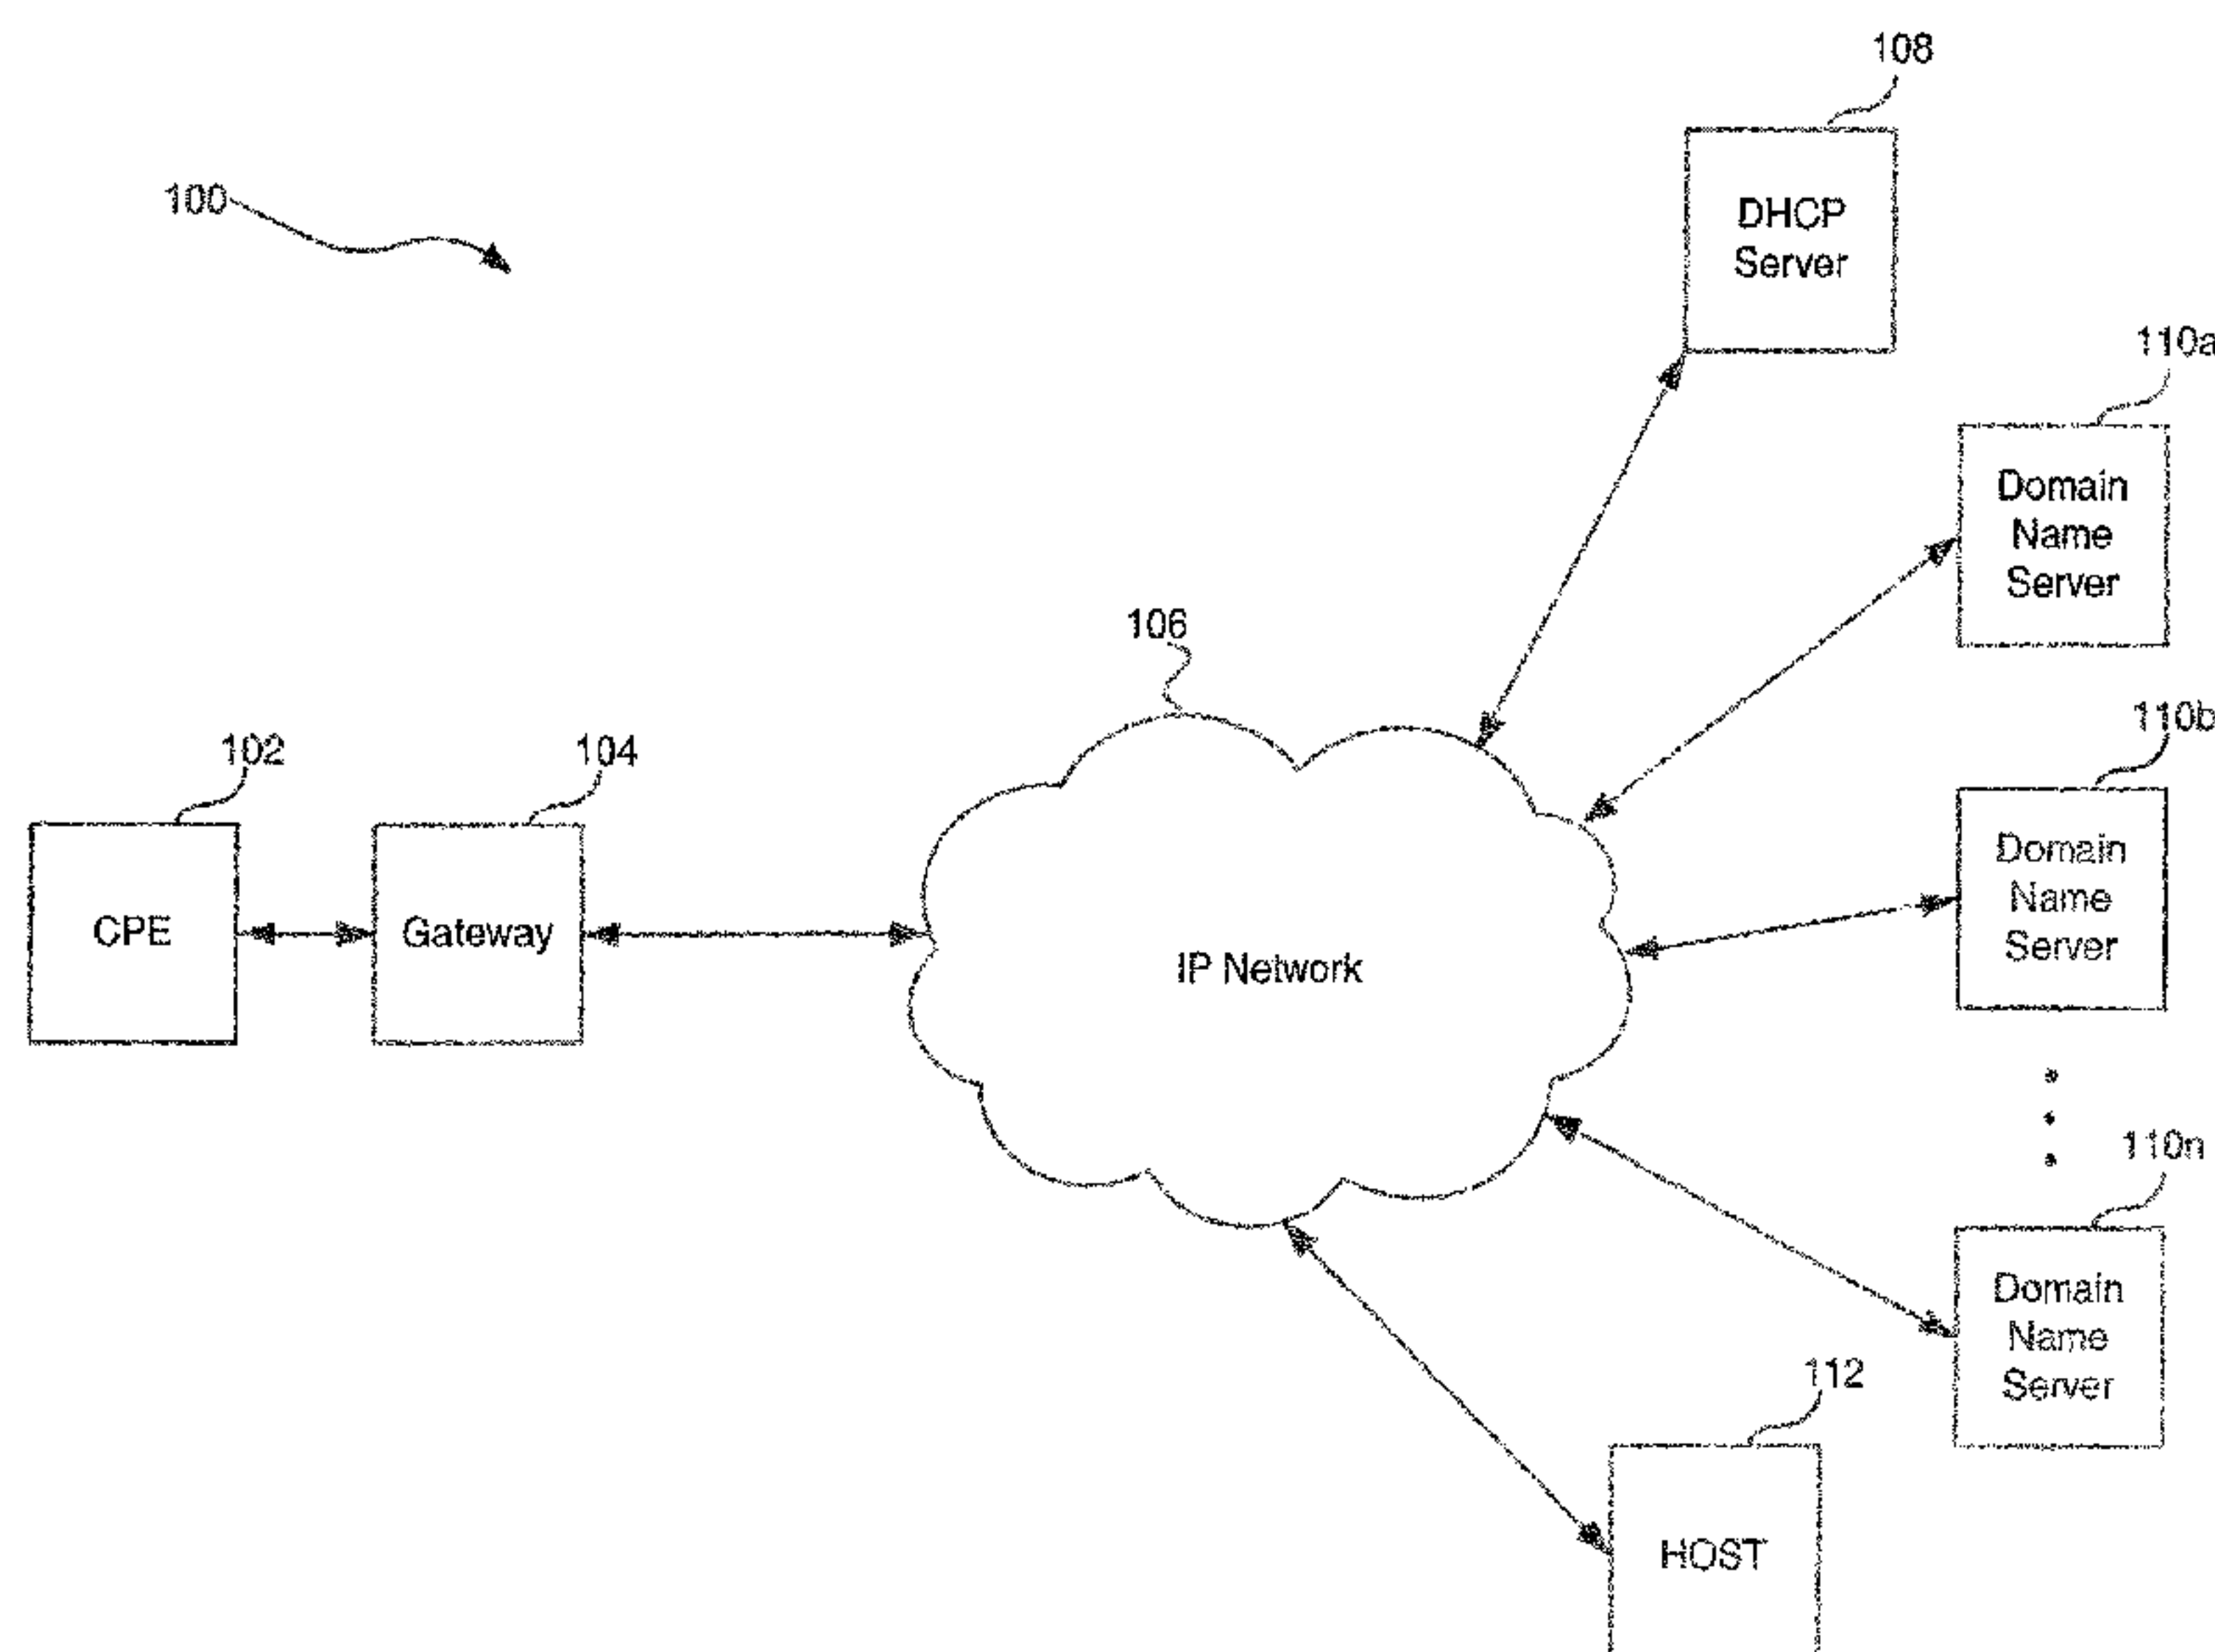 108
100
DHCP
Server
110a
Domain
Name
Server
106
110b
102
104
Domain
Name
Server
CPE
Gateway
IP Network
110n
Domain
Name
Server
112
HOST